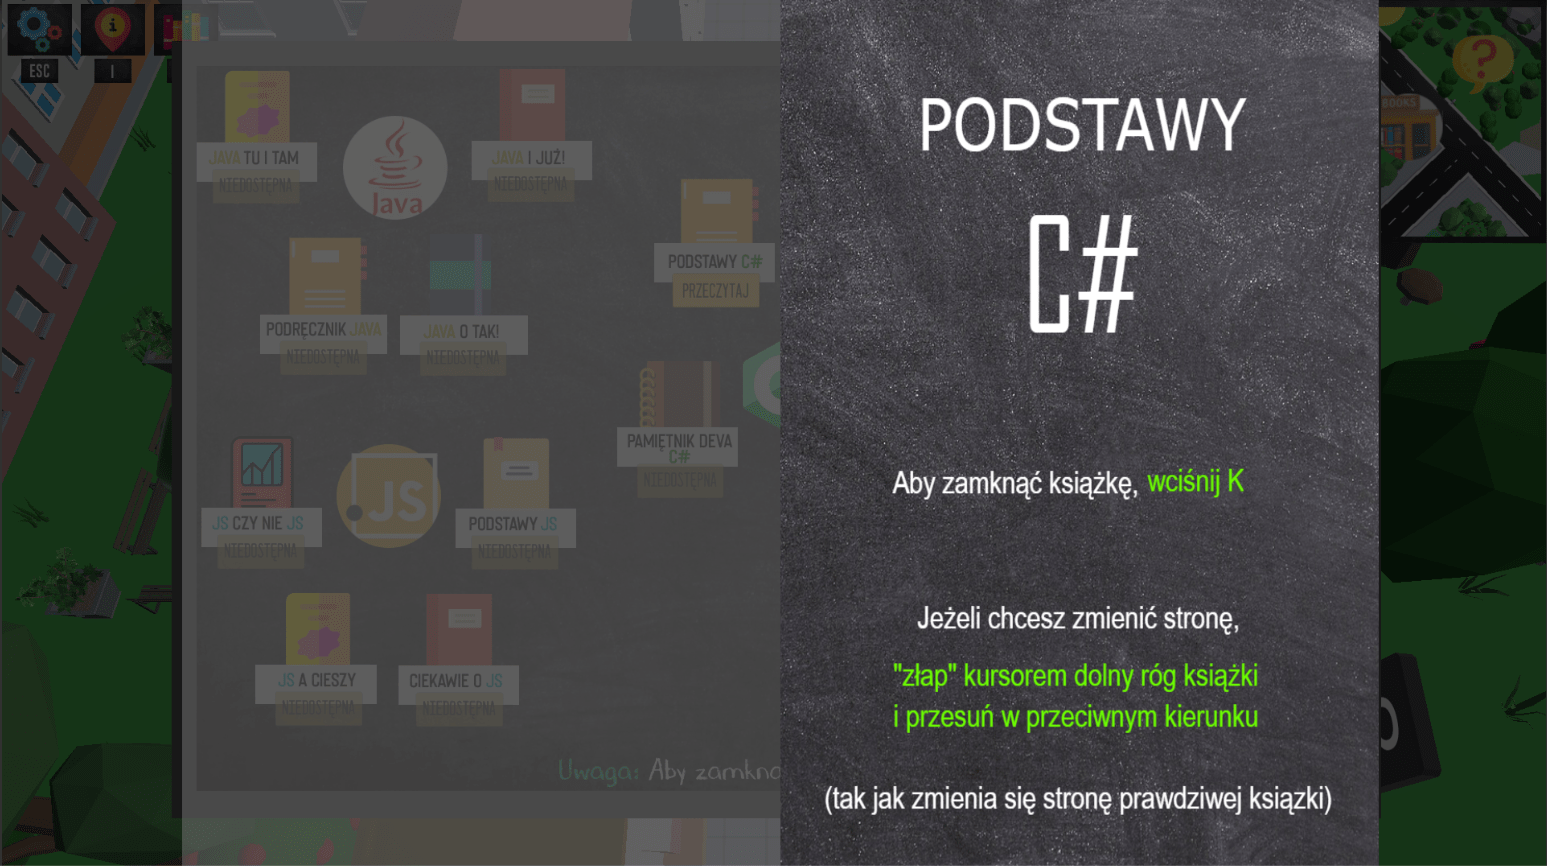 ESC
I
JAVA TU I TAM
NIEDOSTĘPNA
Java
JAVA I JUŻ!
NIEDOSTĘPNA
PODSTAWY C#
PRZECZYTAJ
PODRĘCZNIK JAVA
NIEDOSTĘPNA
JAVA O TAK!
NIEDOSTĘPNA
PAMIĘTNIK DEVA
C#
NIEDOSTĘPNA
JS CZY NIE JS
NIEDOSTĘPNA
JS
PODSTAWY JS
NIEDOSTĘPNA
JS A CIESZY
NIEDOSTĘPNA
CIEKAWIE O JS
NIEDOSTĘPNA
Uwaga: Aby zamkno
PODSTAWY
C#
Aby zamknąć książkę, wciśnij K
Jeżeli chcesz zmienić stronę,
"złap" kursorem dolny róg książki
i przesuń w przeciwnym kierunku
(tak jak zmienia się stronę prawdziwej ksiązki)
BOOKS
?